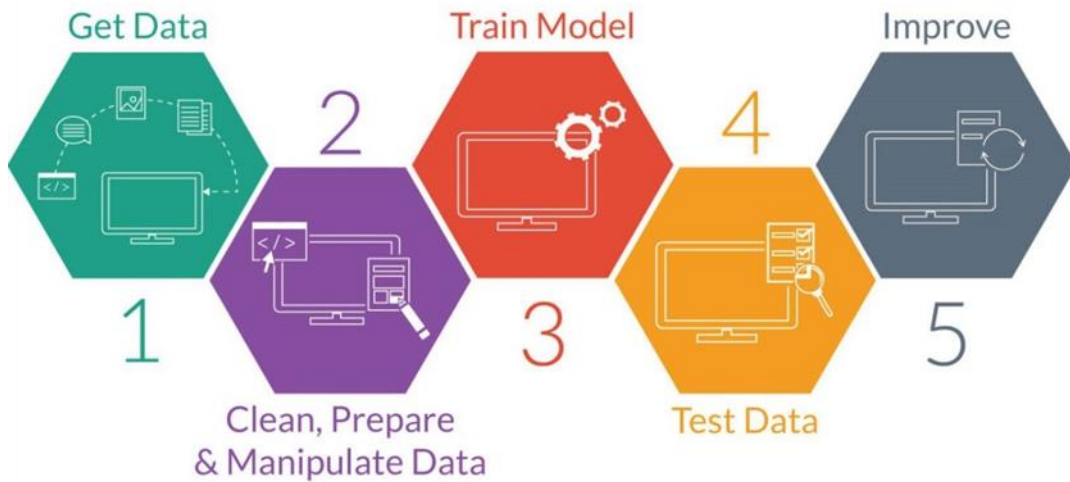 Get Data
1
2
Clean, Prepare
& Manipulate Data
Train Model
3
4
Test Data
Improve
5
</>
</>